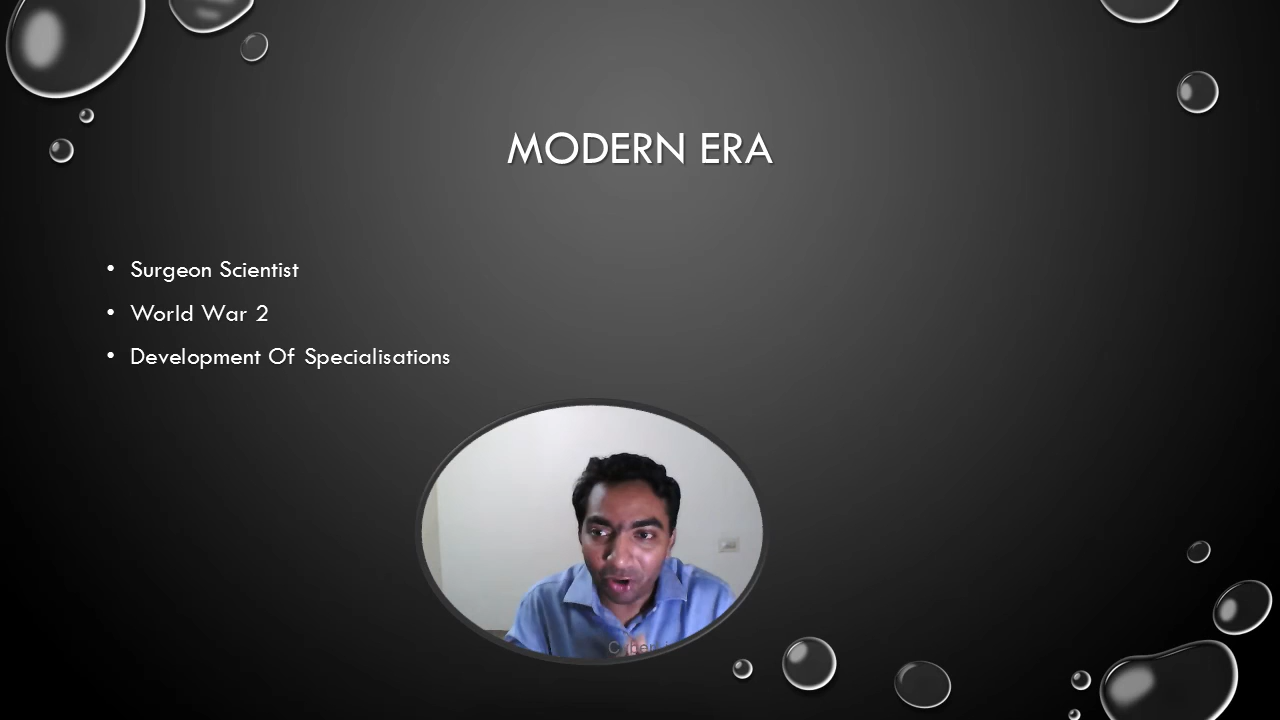 MODERN ERA
• Surgeon Scientist
• World War 2
• Development Of Specialisations